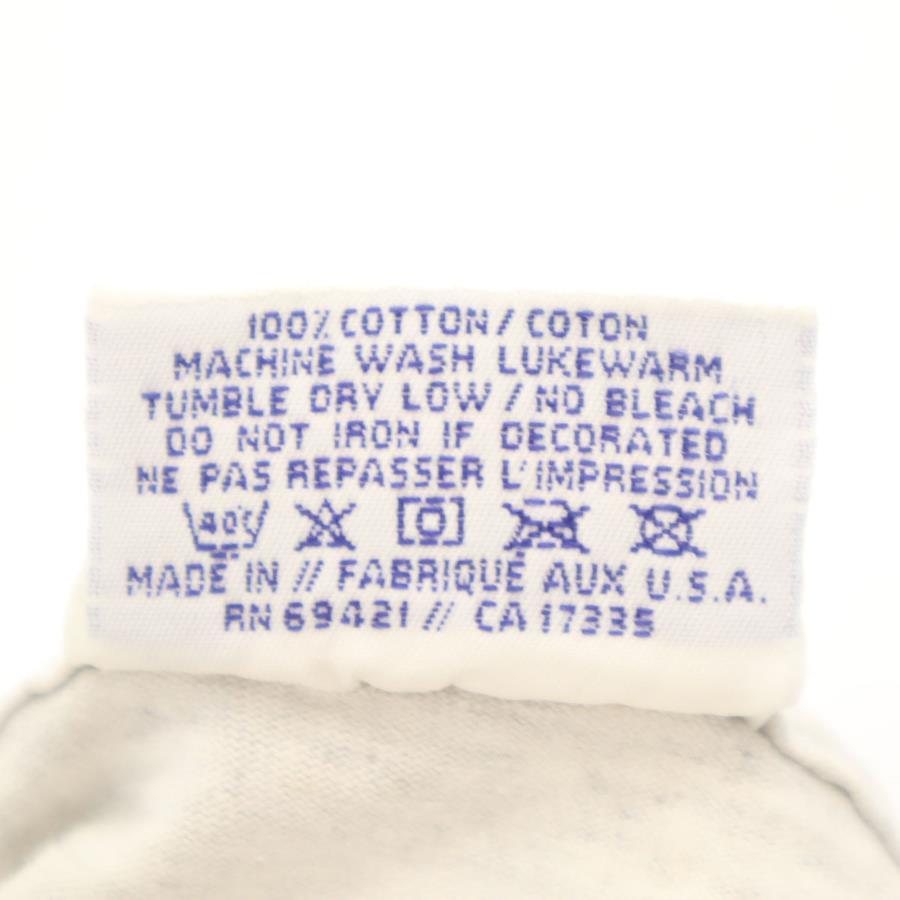 100% COTTON / COTON
MACHINE WASH LUKEWARM
TUMBLE DRY LOW / NO BLEACH
DO NOT IRON IF DECORATED
NE PAS REPASSER L'IMPRESSION
40°C
MADE IN // FABRIQUÉ AUX U.S.A.
RN 69421 // CA 17335